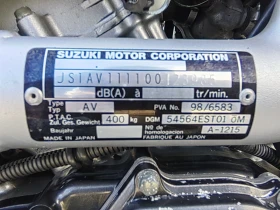 SUZUKI MOTOR CORPORATION
JS1AV111100
dB(A) à tr/min.
Type Typ AV PVA No. 98/6583
P.T.A.C. Zul. Ges. Gewicht 400 kg DGM 54564EST01 0M
Baujahr Nº de homologacion A-1215
MADE IN JAPAN FABRIQUE AU JAPON